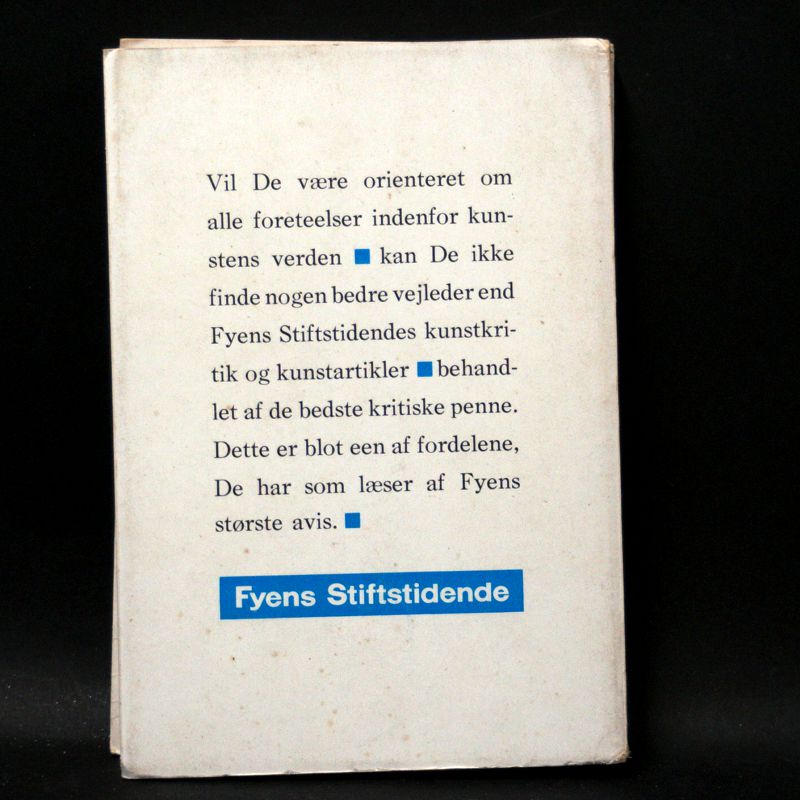 Vil De være orienteret om
alle foreteelser indenfor kun-
stens verden ■ kan De ikke
finde nogen bedre vejleder end
Fyens Stiftstidendes kunstkri-
tik og kunstartikler ■ behand-
let af de bedste kritiske penne.
Dette er blot een af fordelene,
De har som læser af Fyens
største avis. ■
Fyens Stiftstidende